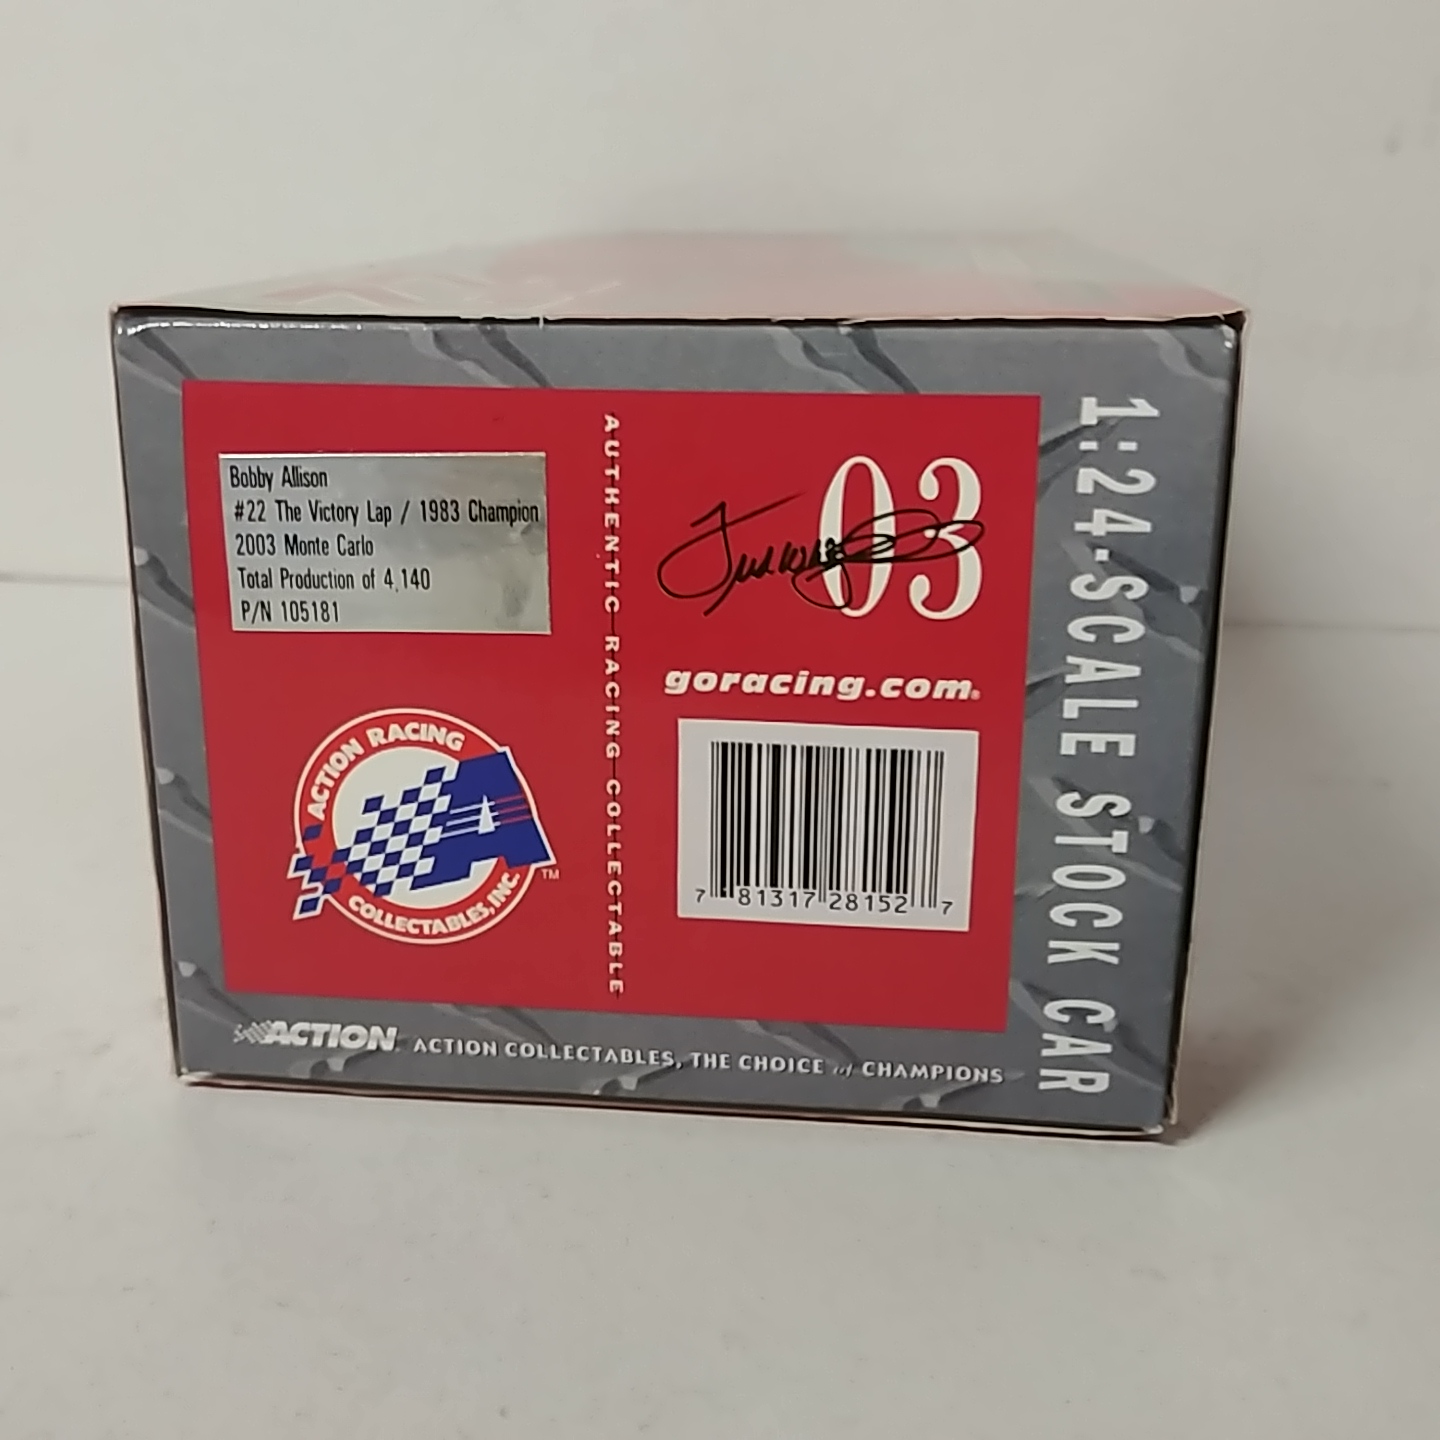 Bobby Allison
#22 The Victory Lap / 1983 Champion
2003 Monte Carlo
Total Production of 4,140
P/N 105181
ACTION RACING
COLLECTABLES, INC.
TM
AUTHENTIC RACING COLLECTABLE
03
goracing.com®
7 81317 28152 7
1:24-SCALE STOCK CAR
ACTION ACTION COLLECTABLES, THE CHOICE of CHAMPIONS